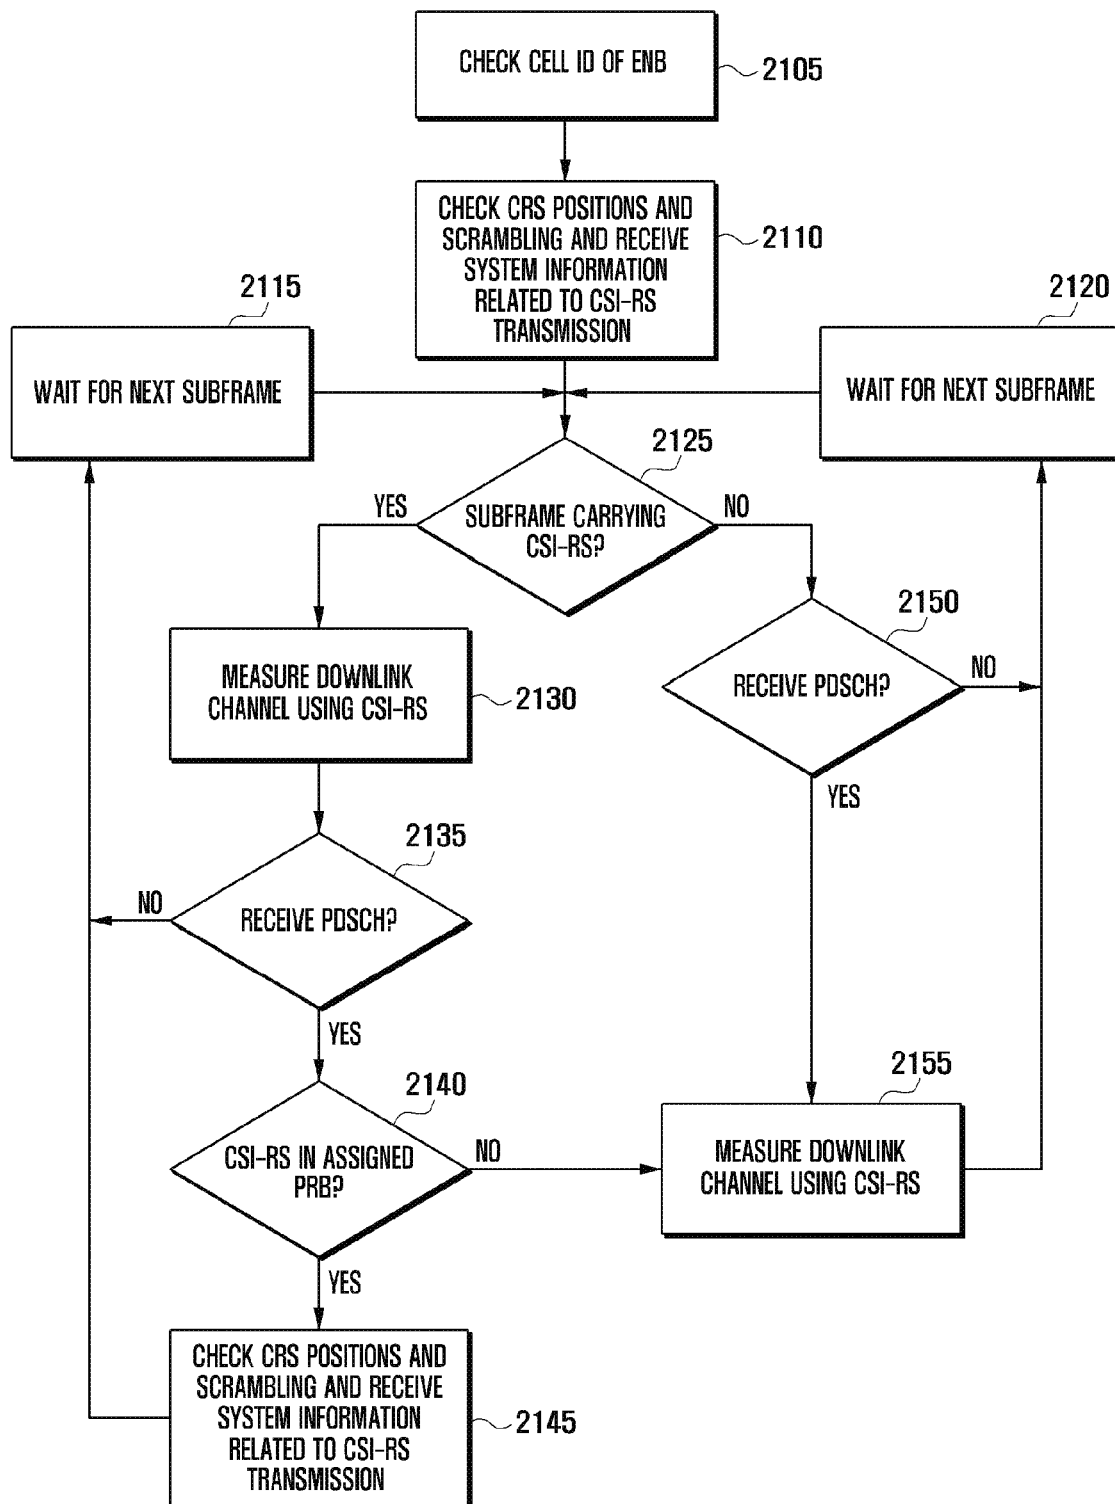 CHECK CELL ID OF ENB
2105
CHECK CRS POSITIONS AND
SCRAMBLING AND RECEIVE
SYSTEM INFORMATION
RELATED TO CSI-RS
TRANSMISSION
2110
2115
WAIT FOR NEXT SUBFRAME
2120
WAIT FOR NEXT SUBFRAME
2125
SUBFRAME CARRYING
CSI-RS?
YES
NO
MEASURE DOWNLINK
CHANNEL USING CSI-RS
2130
2150
RECEIVE PDSCH?
NO
YES
2135
RECEIVE PDSCH?
NO
YES
2140
CSI-RS IN ASSIGNED
PRB?
NO
YES
2155
MEASURE DOWNLINK
CHANNEL USING CSI-RS
CHECK CRS POSITIONS AND
SCRAMBLING AND RECEIVE
SYSTEM INFORMATION
RELATED TO CSI-RS
TRANSMISSION
2145